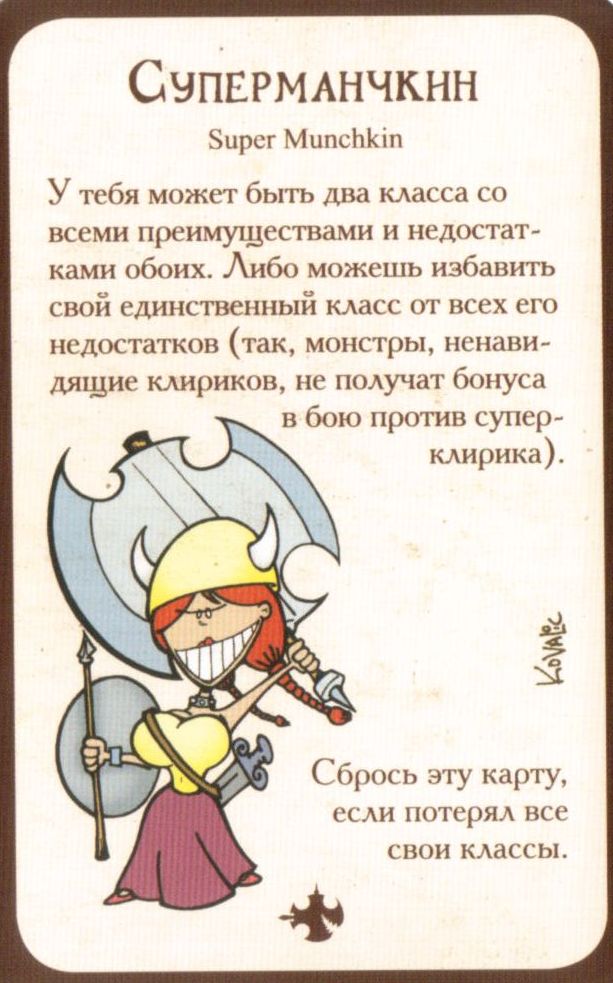 Суперманчкин
Super Munchkin
У тебя может быть два класса со
всеми преимуществами и недостат-
ками обоих. Либо можешь избавить
свой единственный класс от всех его
недостатков (так, монстры, ненави-
дящие клириков, не получат бонуса
в бою против супер-
клирика).
Kovalic
Сбрось эту карту,
если потерял все
свои классы.